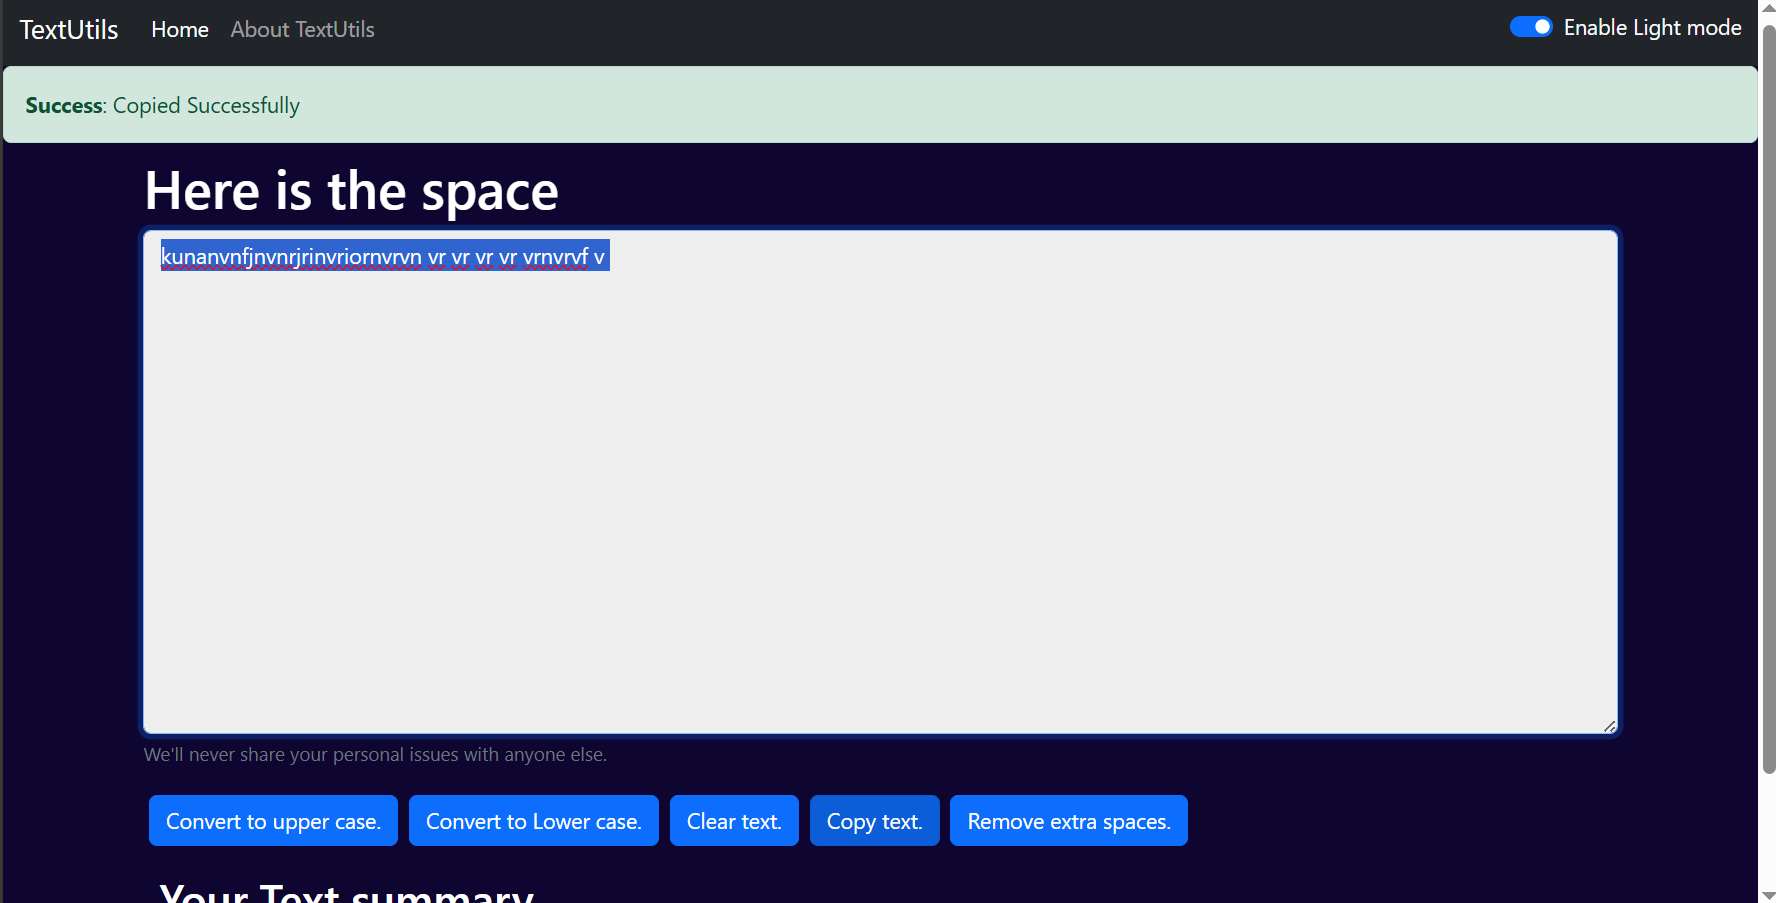 TextUtils Home About TextUtils Enable Light mode
Success: Copied Successfully
Here is the space
kunanvnfjnvnrjrinvriornvrvn vr vr vr vr vrnvrvf v
We'll never share your personal issues with anyone else.
Convert to upper case. Convert to Lower case. Clear text. Copy text. Remove extra spaces.
Your Text summary